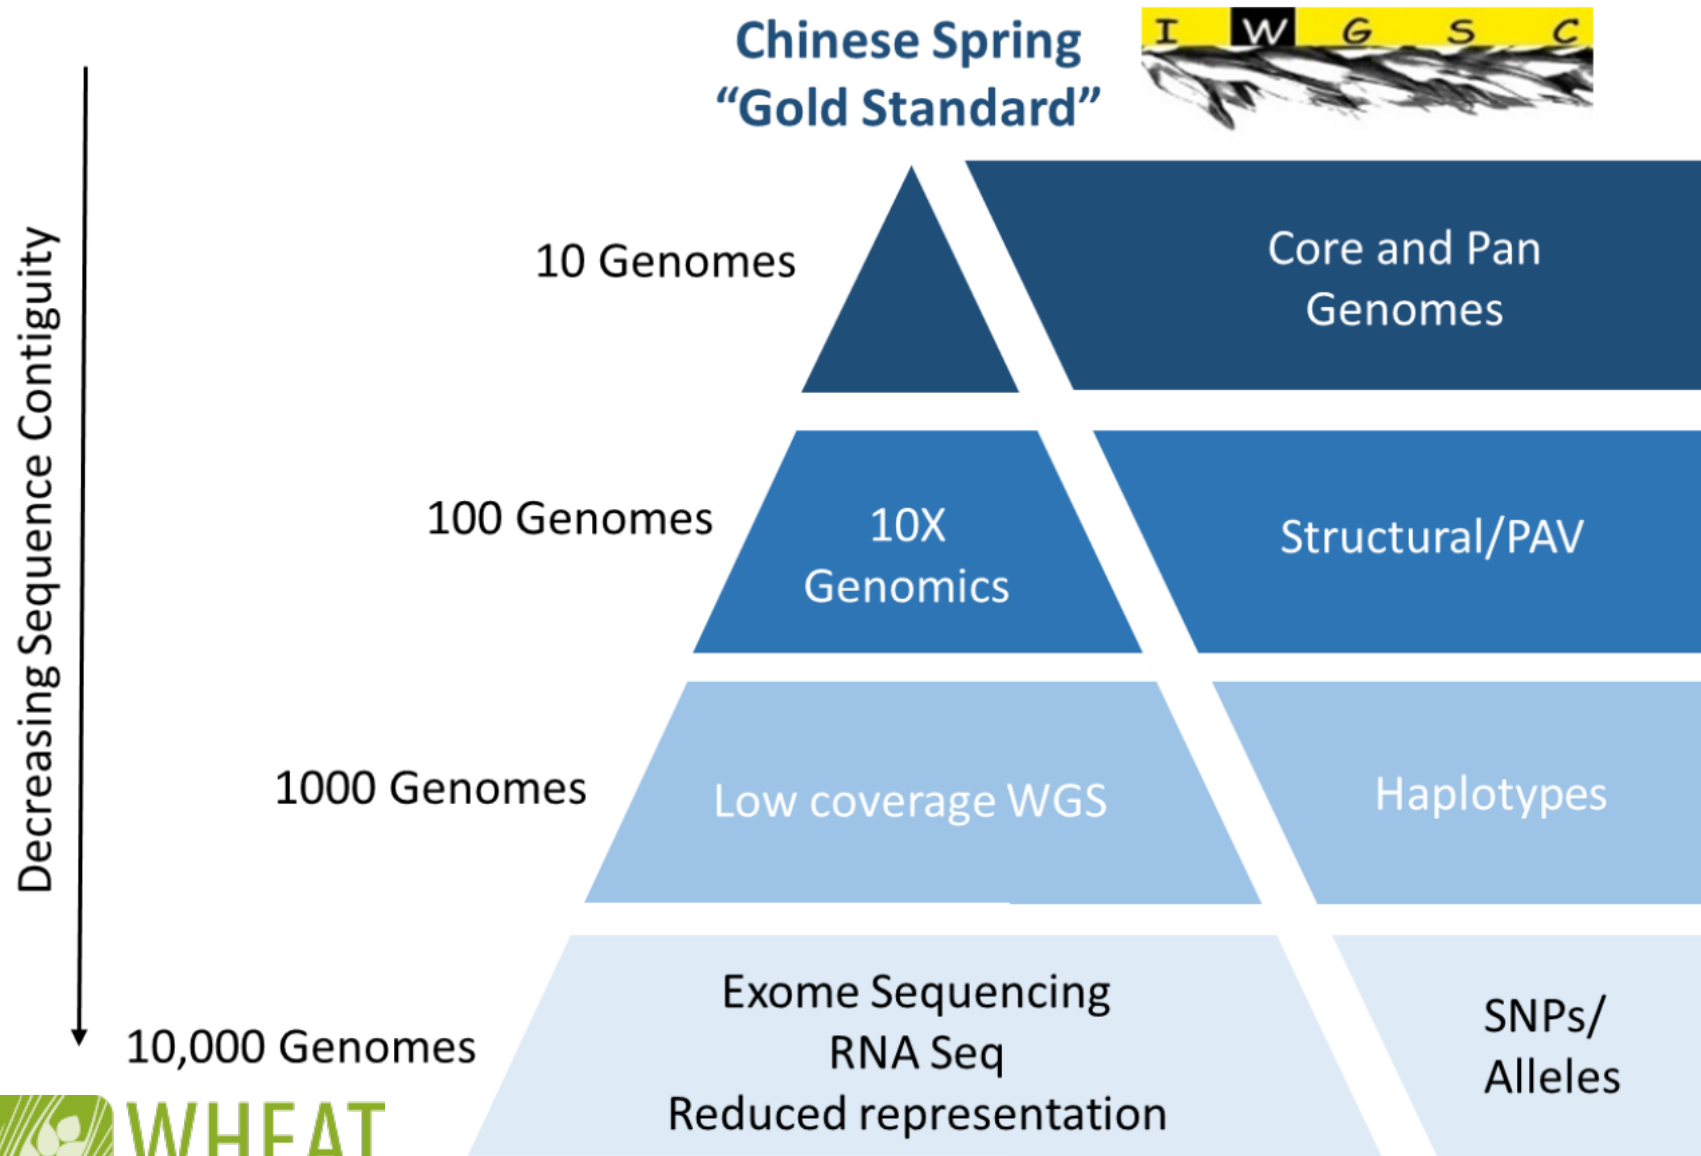 Chinese Spring
“Gold Standard”
I W G S C
Decreasing Sequence Contiguity
10 Genomes
Core and Pan
Genomes
100 Genomes
10X
Genomics
Structural/PAV
1000 Genomes
Low coverage WGS
Haplotypes
10,000 Genomes
Exome Sequencing
RNA Seq
Reduced representation
SNPs/
Alleles
WHEAT